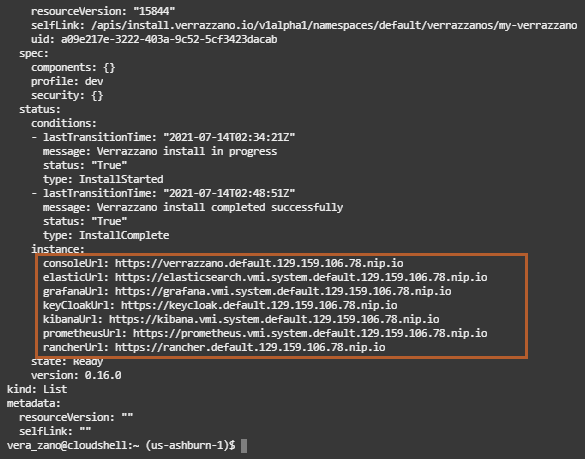 resourceVersion: "15844"
selfLink: /apis/install.verrazzano.io/v1alpha1/namespaces/default/verrazzanos/my-verrazzano
uid: a09e217e-3222-403a-9c52-5cf3423dacab
spec:
components: {}
profile: dev
security: {}
status:
conditions:
- lastTransitionTime: "2021-07-14T02:34:21Z"
message: Verrazzano install in progress
status: "True"
type: InstallStarted
- lastTransitionTime: "2021-07-14T02:48:51Z"
message: Verrazzano install completed successfully
status: "True"
type: InstallComplete
instance:
consoleUrl: https://verrazzano.default.129.159.106.78.nip.io
elasticUrl: https://elasticsearch.vmi.system.default.129.159.106.78.nip.io
grafanaUrl: https://grafana.vmi.system.default.129.159.106.78.nip.io
keyCloakUrl: https://keycloak.default.129.159.106.78.nip.io
kibanaUrl: https://kibana.vmi.system.default.129.159.106.78.nip.io
prometheusUrl: https://prometheus.vmi.system.default.129.159.106.78.nip.io
rancherUrl: https://rancher.default.129.159.106.78.nip.io
state: Ready
version: 0.16.0
kind: List
metadata:
resourceVersion: ""
selfLink: ""
vera_zano@cloudshell:~ (us-ashburn-1)$